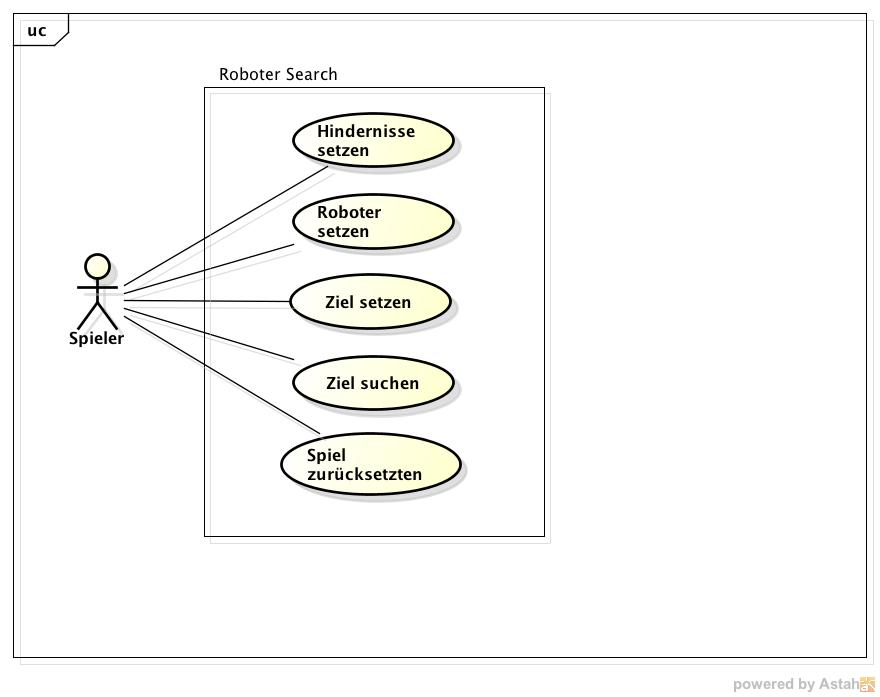 uc
Roboter Search
Hindernisse
setzen
Roboter
setzen
Ziel setzen
Spieler
Ziel suchen
Spiel
zurücksetzten
powered by Astah